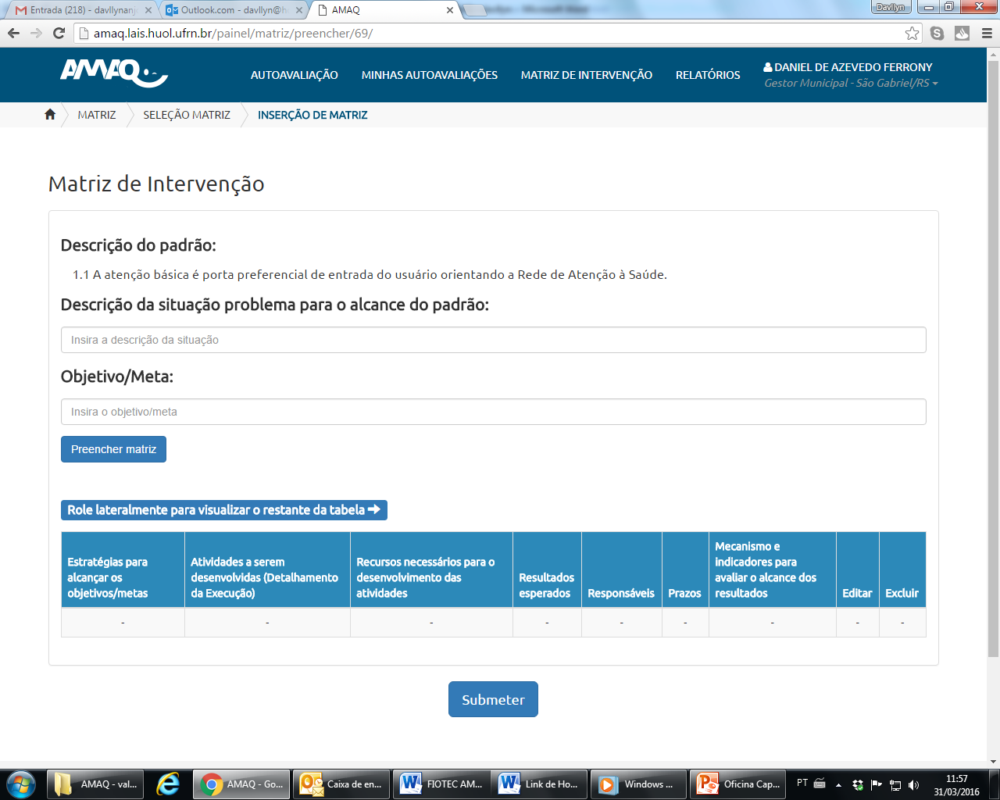 Entrada (218) - davllynanj
Outlook.com - davllyn@h
AMAQ
Davllyn
amaq.lais.huol.ufrn.br/painel/matriz/preencher/69/
AMAQ
AUTOAVALIAÇÃO
MINHAS AUTOAVALIAÇÕES
MATRIZ DE INTERVENÇÃO
RELATÓRIOS
DANIEL DE AZEVEDO FERRONY
Gestor Municipal - São Gabriel/RS
MATRIZ
SELEÇÃO MATRIZ
INSERÇÃO DE MATRIZ
Matriz de Intervenção
Descrição do padrão:
1.1 A atenção básica é porta preferencial de entrada do usuário orientando a Rede de Atenção à Saúde.
Descrição da situação problema para o alcance do padrão:
Insira a descrição da situação
Objetivo/Meta:
Insira o objetivo/meta
Preencher matriz
Role lateralmente para visualizar o restante da tabela
Estratégias para
alcançar os
objetivos/metas
Atividades a serem
desenvolvidas (Detalhamento
da Execução)
Recursos necessários para o
desenvolvimento das
atividades
Resultados
esperados
Responsáveis
Prazos
Mecanismo e
indicadores para
avaliar o alcance dos
resultados
Editar
Excluir
- - - - - - - - -
Submeter
AMAQ - val...
AMAQ - Go...
Caixa de en...
FIOTEC AM...
Link de Ho...
Windows ...
Oficina Cap...
PT
11:57
31/03/2016